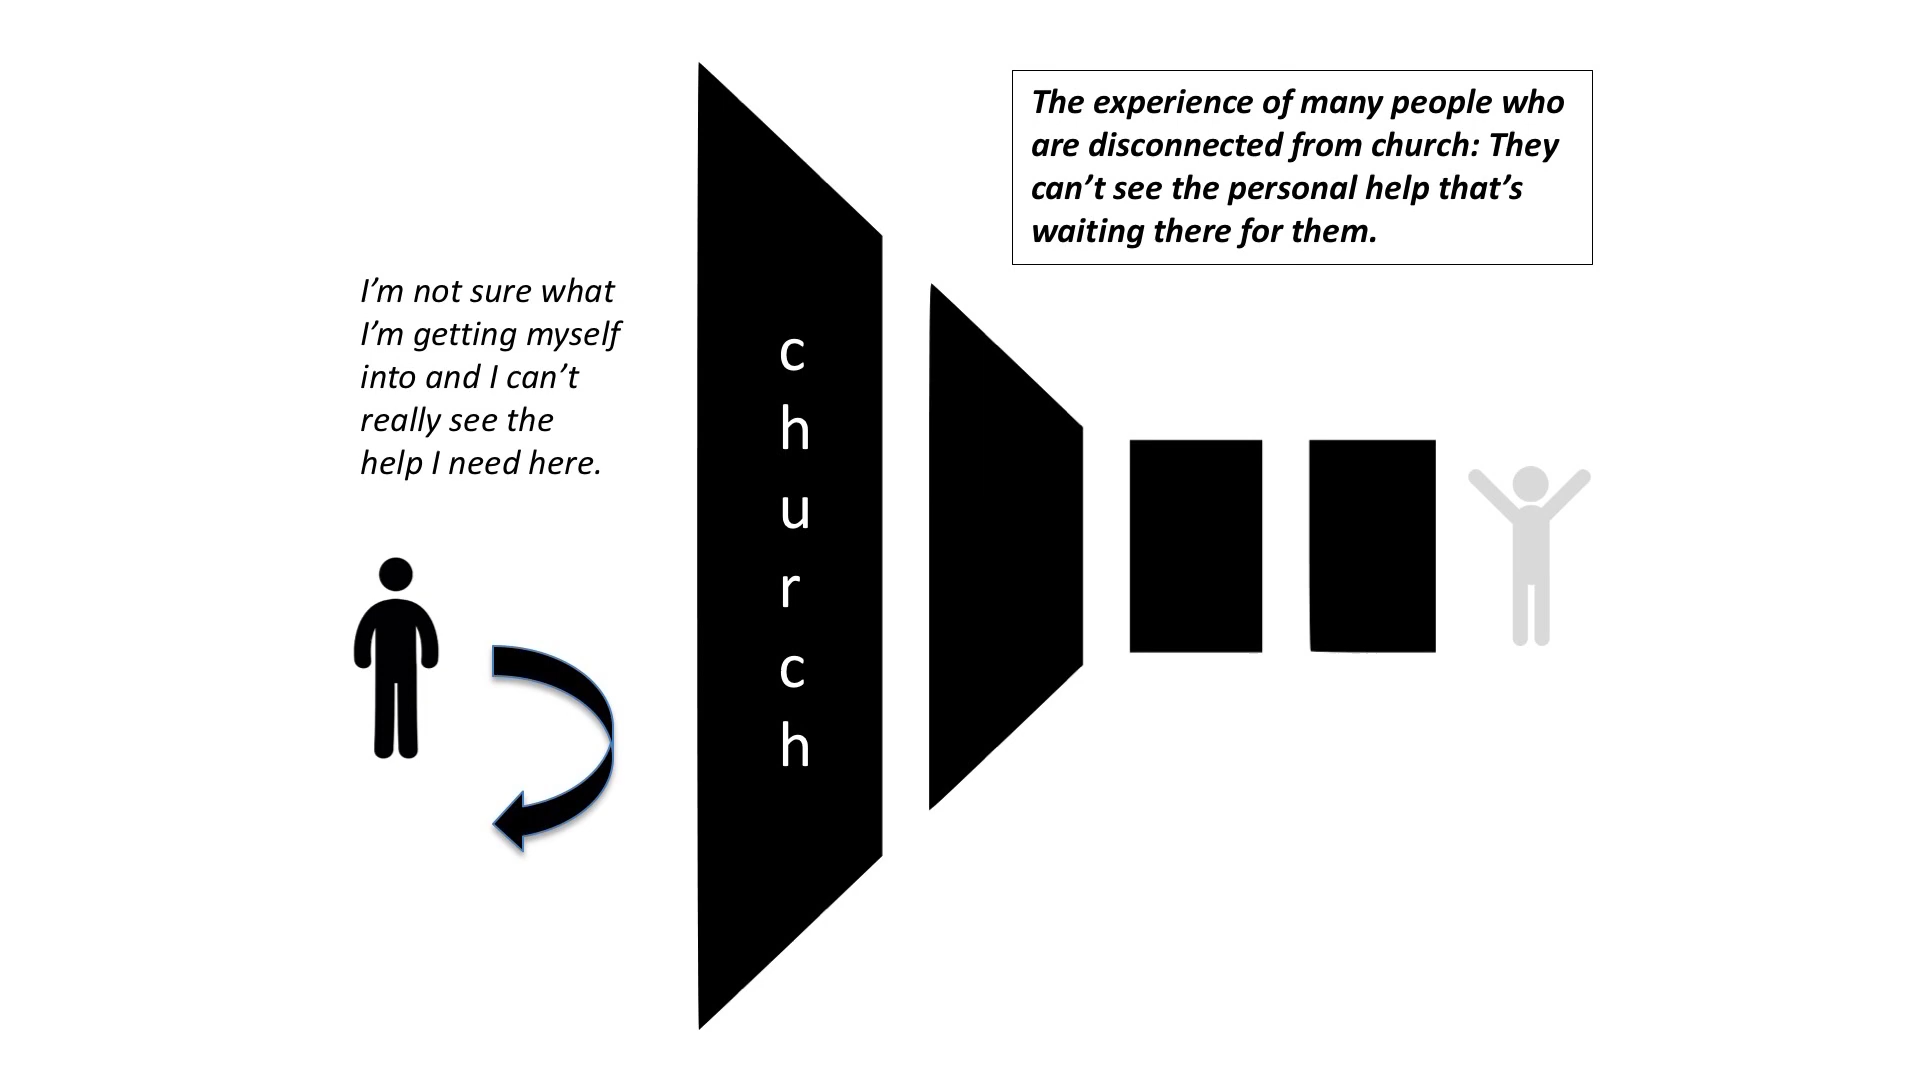 The experience of many people who
are disconnected from church: They
can’t see the personal help that’s
waiting there for them.
I’m not sure what
I’m getting myself
into and I can’t
really see the
help I need here.
c
h
u
r
c
h